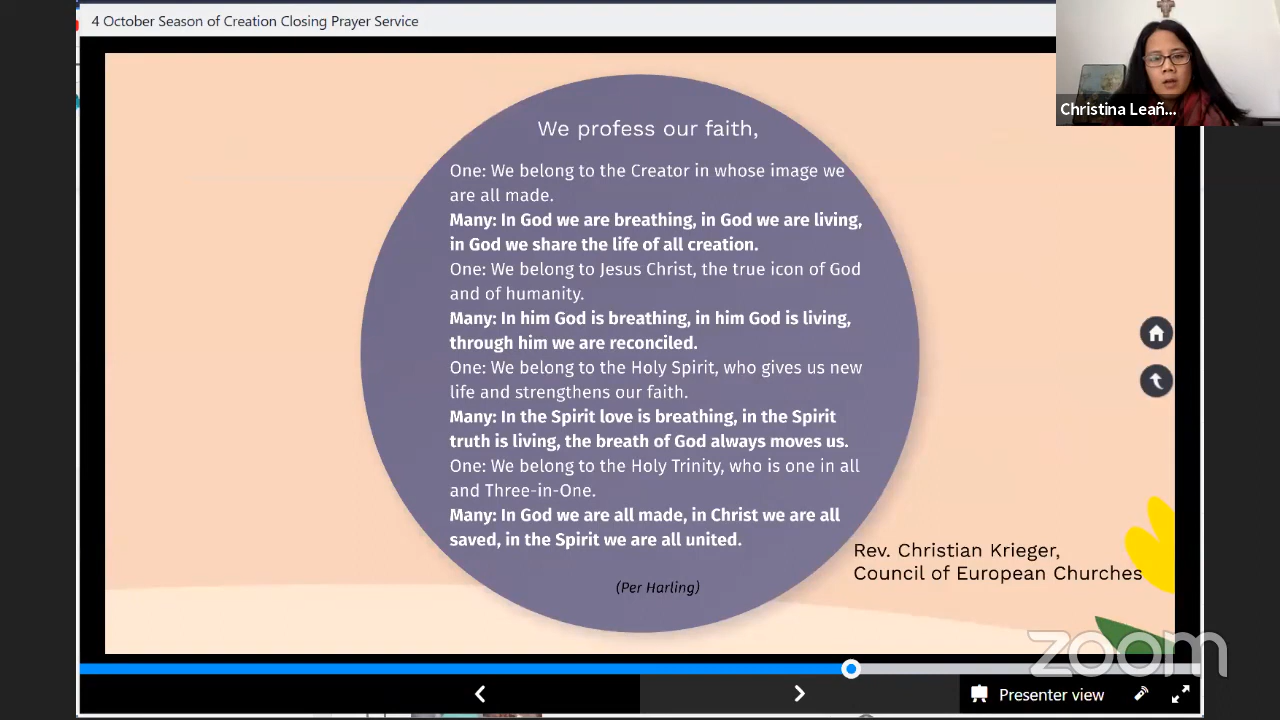 4 October Season of Creation Closing Prayer Service
Christina Leañ...
We profess our faith,
One: We belong to the Creator in whose image we
are all made.
Many: In God we are breathing, in God we are living,
in God we share the life of all creation.
One: We belong to Jesus Christ, the true icon of God
and of humanity.
Many: In him God is breathing, in him God is living,
through him we are reconciled.
One: We belong to the Holy Spirit, who gives us new
life and strengthens our faith.
Many: In the Spirit love is breathing, in the Spirit
truth is living, the breath of God always moves us.
One: We belong to the Holy Trinity, who is one in all
and Three-in-One.
Many: In God we are all made, in Christ we are all
saved, in the Spirit we are all united.
(Per Harling)
Rev. Christian Krieger,
Council of European Churches
zoom
Presenter view